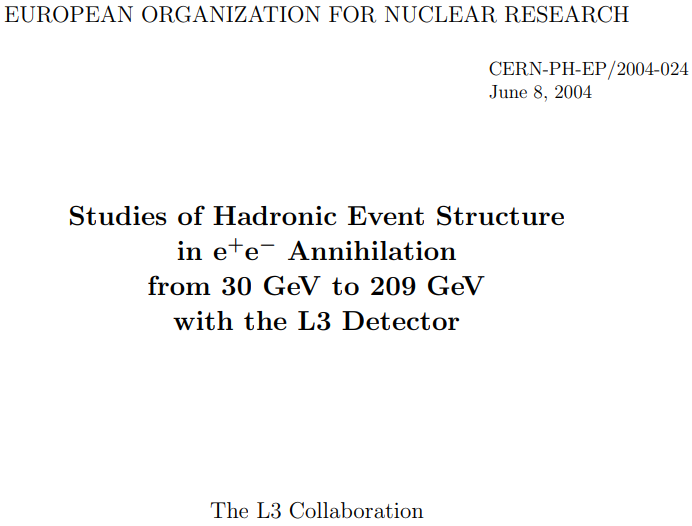 EUROPEAN ORGANIZATION FOR NUCLEAR RESEARCH
CERN-PH-EP/2004-024
June 8, 2004
Studies of Hadronic Event Structure
in e⁺e⁻ Annihilation
from 30 GeV to 209 GeV
with the L3 Detector
The L3 Collaboration